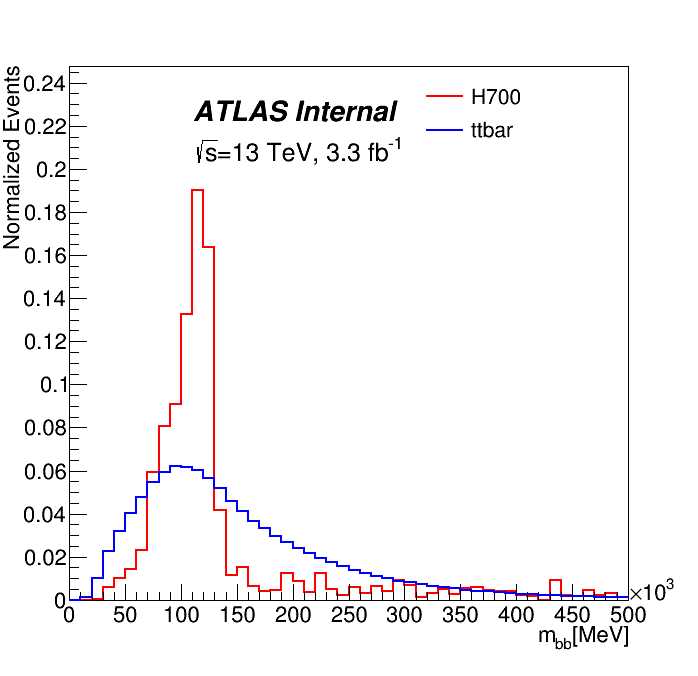 Normalized Events
0.24
0.22
0.2
0.18
0.16
0.14
0.12
0.1
0.08
0.06
0.04
0.02
0
ATLAS Internal
√s=13 TeV, 3.3 fb⁻¹
H700
ttbar
0 50 100 150 200 250 300 350 400 450 500
×10³
m_bb[MeV]